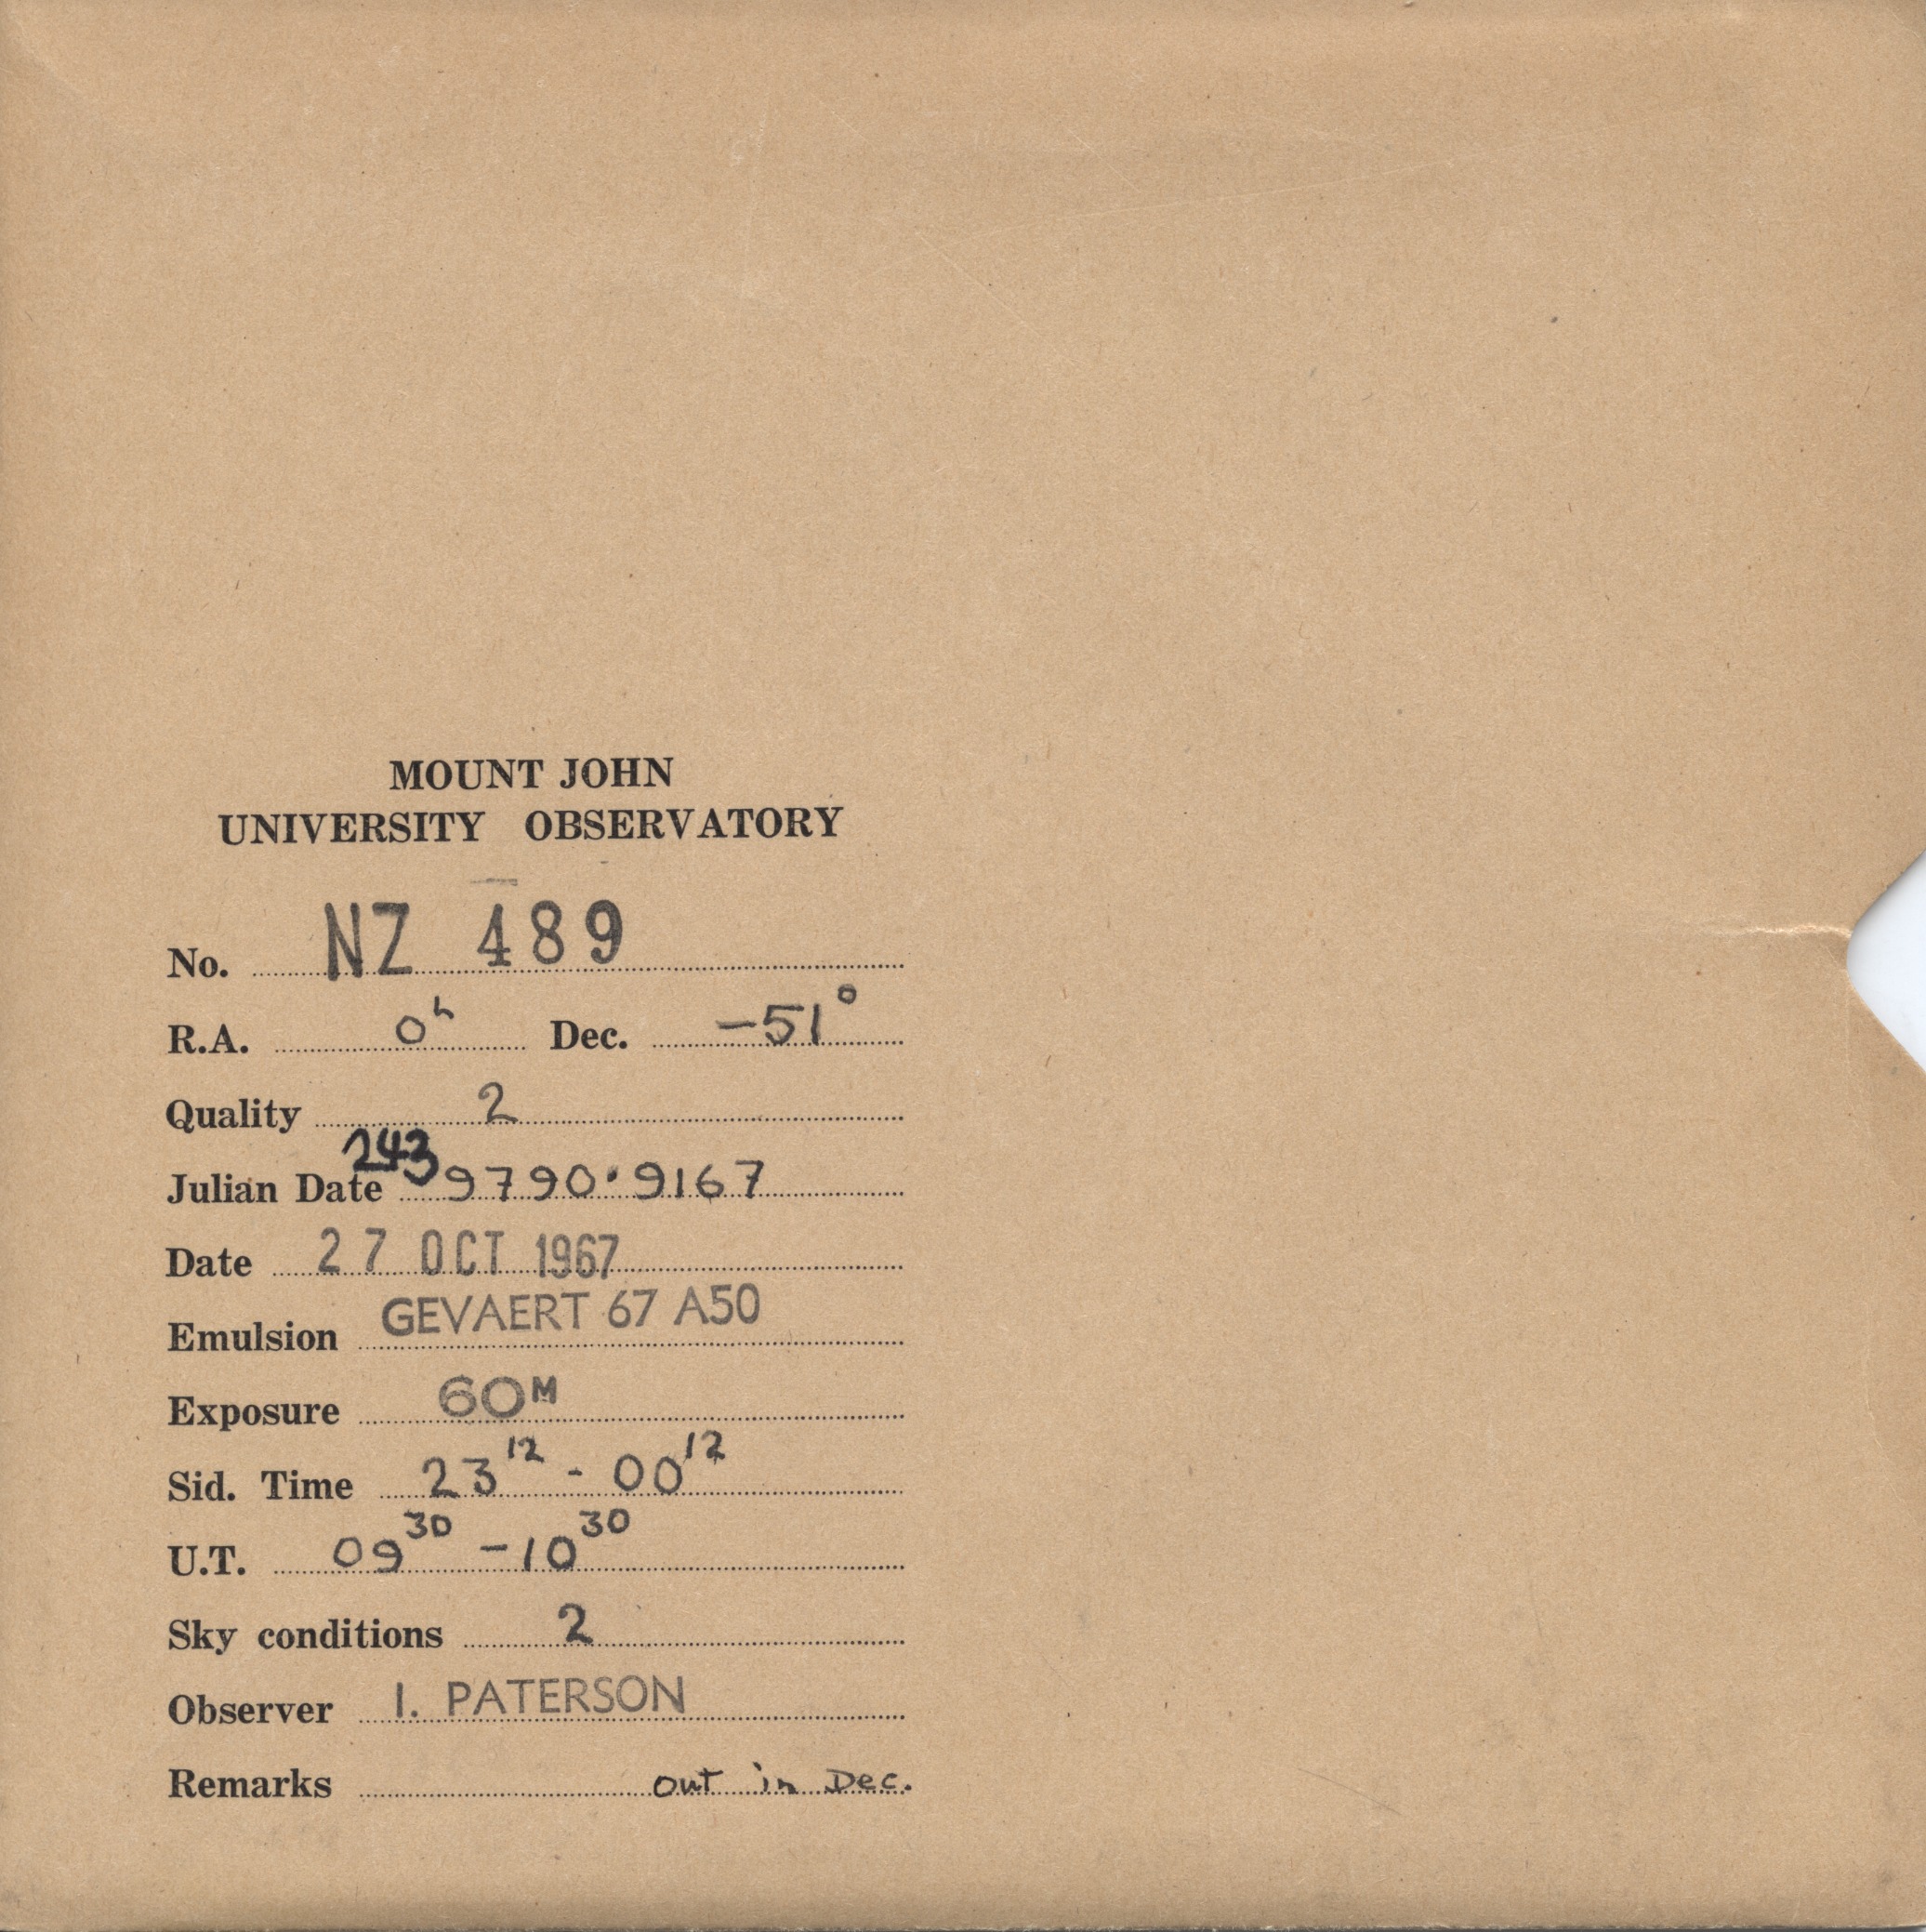 MOUNT JOHN
UNIVERSITY OBSERVATORY
No. NZ 489
R.A. 0h Dec. -51°
Quality 2
Julian Date 2439790.9167
Date 27 OCT 1967
Emulsion GEVAERT 67 A50
Exposure 60M
Sid. Time 23 12 - 00 12
U.T. 09 30 - 10 30
Sky conditions 2
Observer I. PATERSON
Remarks out in Dec.